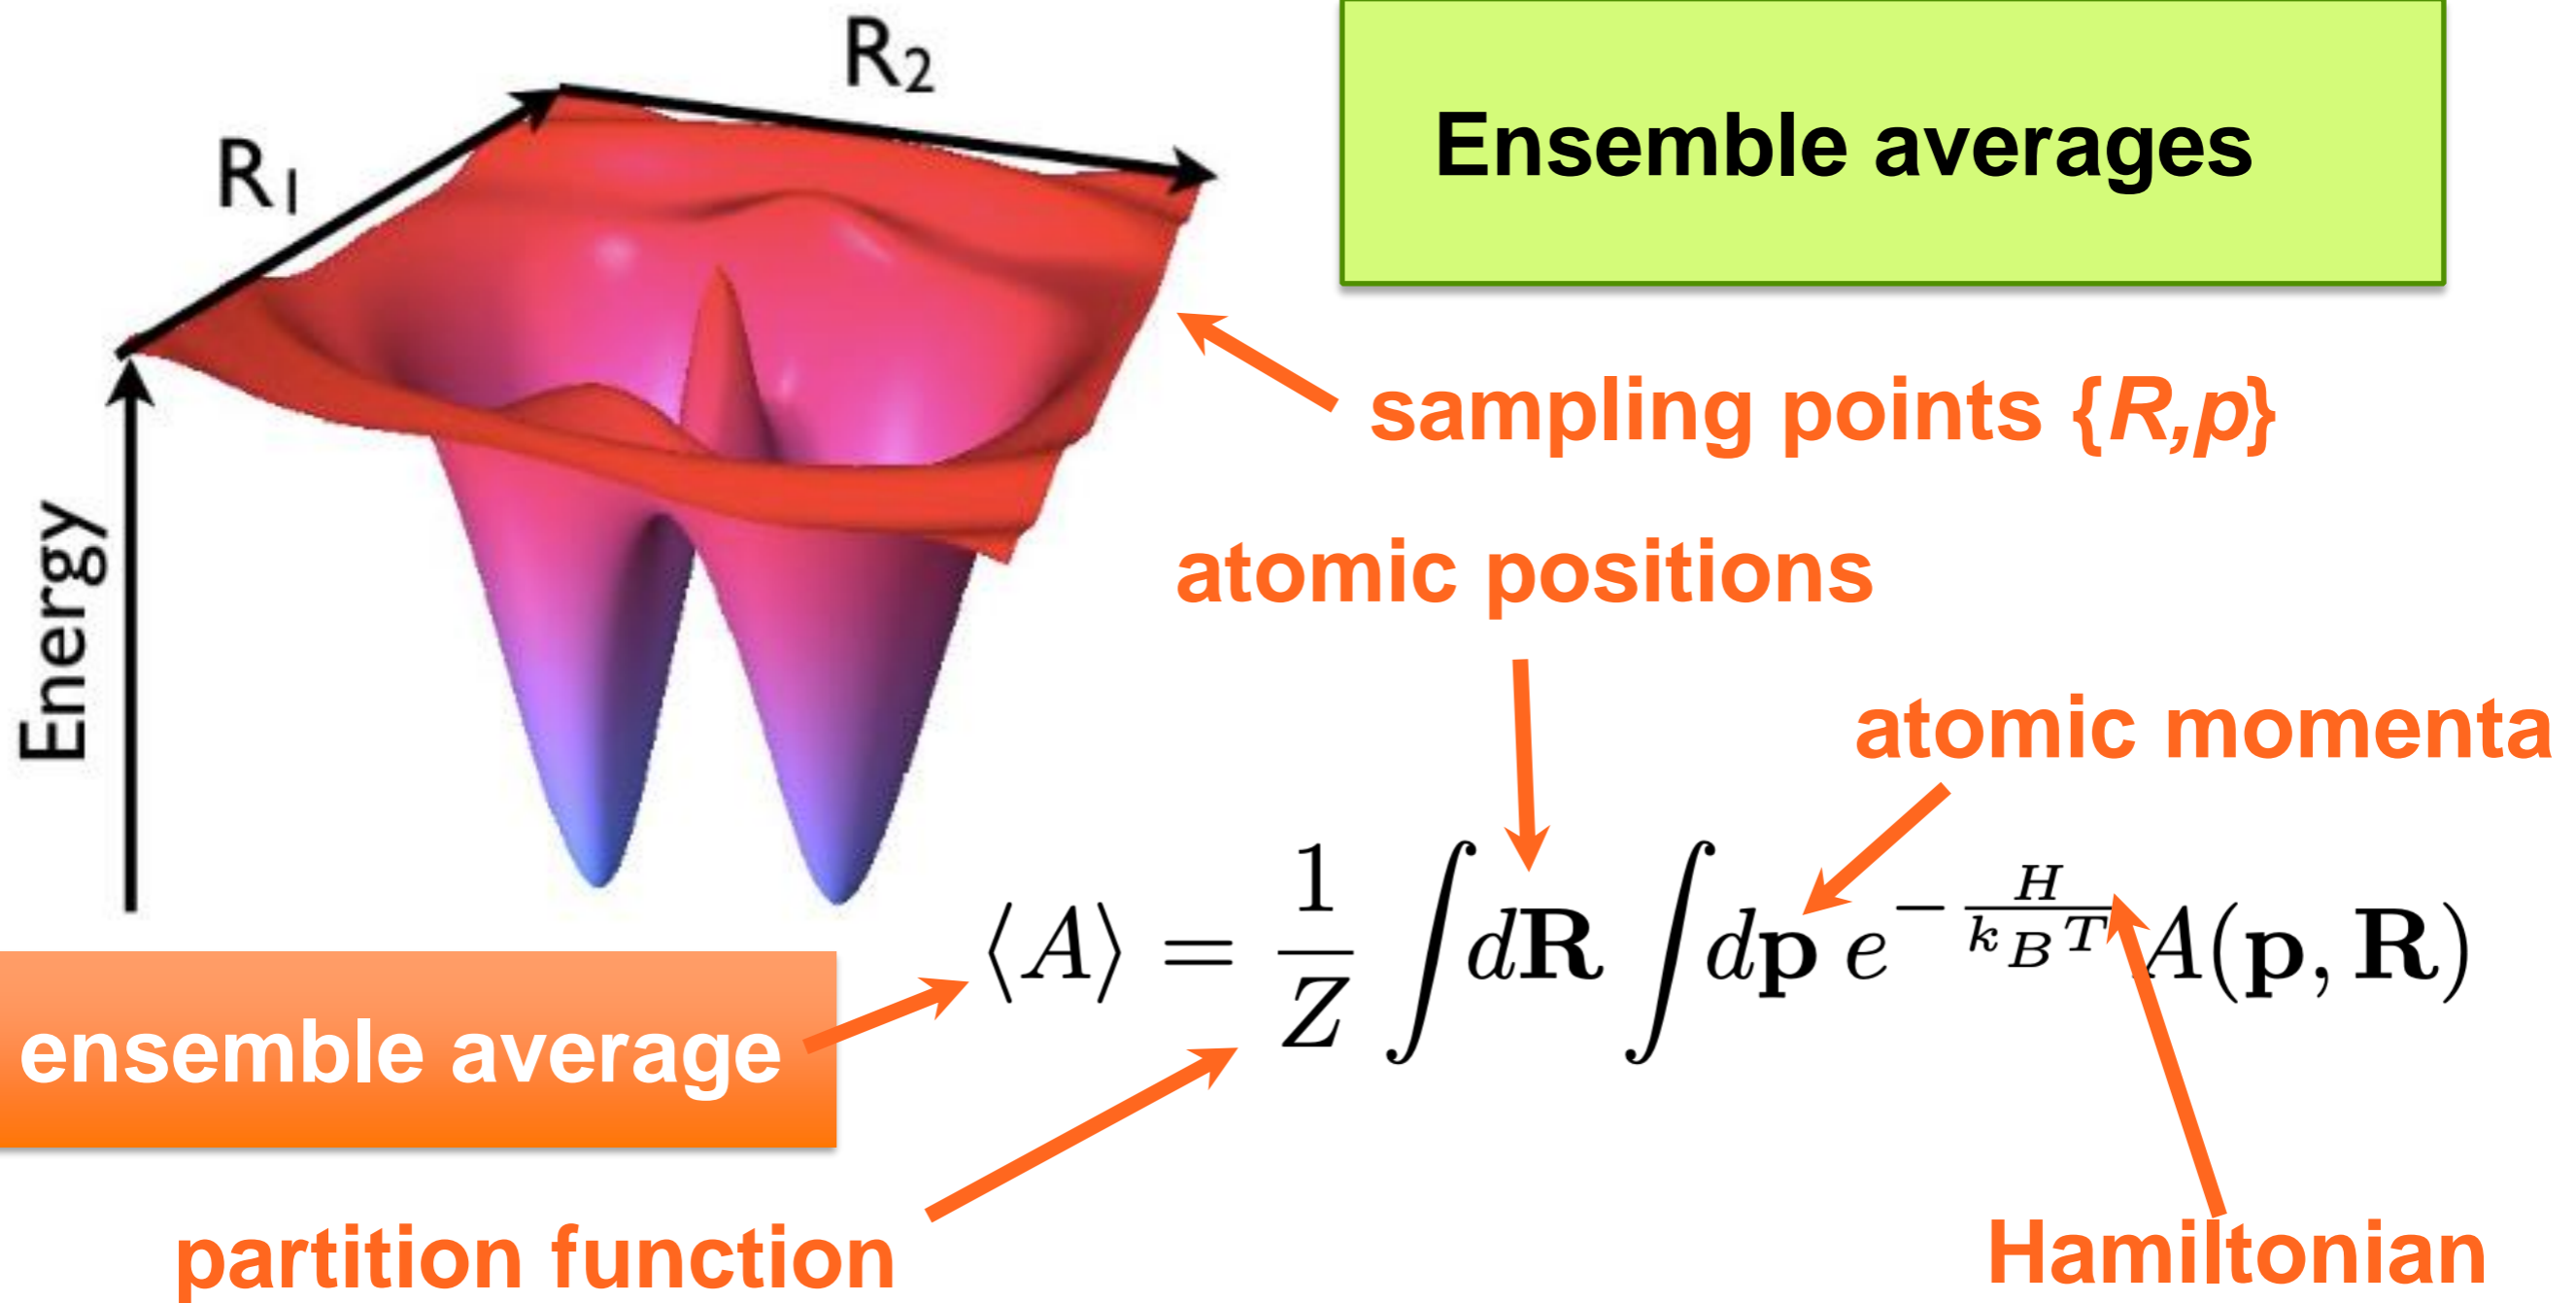 R₂
R₁
Energy
Ensemble averages
sampling points {R,p}
atomic positions
atomic momenta
⟨A⟩ = 1/Z ∫dR ∫dp e^{-H/k_BT} A(p, R)
ensemble average
partition function
Hamiltonian